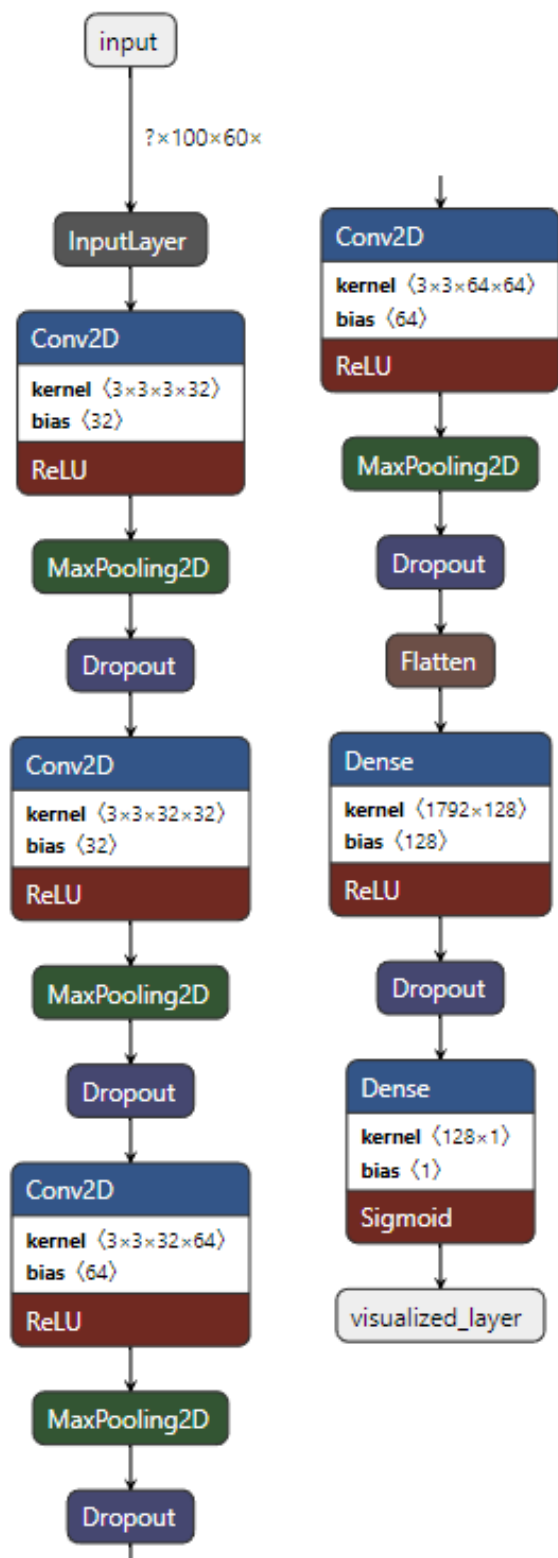 input
?×100×60×
InputLayer
Conv2D
kernel 〈3×3×3×32〉
bias 〈32〉
ReLU
MaxPooling2D
Dropout
Conv2D
kernel 〈3×3×32×32〉
bias 〈32〉
ReLU
MaxPooling2D
Dropout
Conv2D
kernel 〈3×3×32×64〉
bias 〈64〉
ReLU
MaxPooling2D
Dropout
Conv2D
kernel 〈3×3×64×64〉
bias 〈64〉
ReLU
MaxPooling2D
Dropout
Flatten
Dense
kernel 〈1792×128〉
bias 〈128〉
ReLU
Dropout
Dense
kernel 〈128×1〉
bias 〈1〉
Sigmoid
visualized_layer